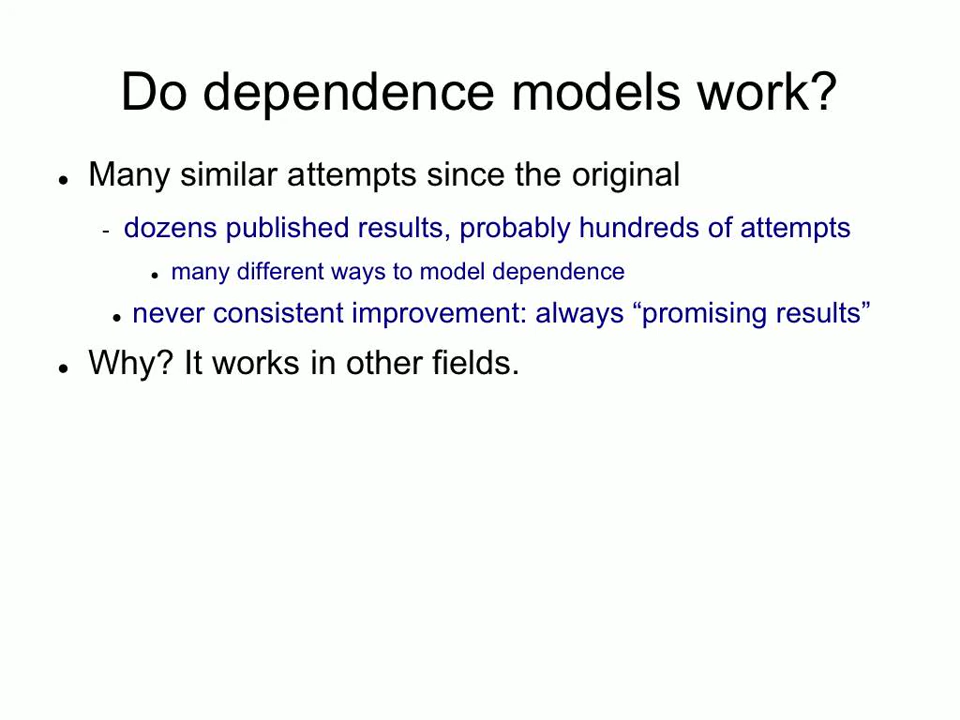 Do dependence models work?
• Many similar attempts since the original
- dozens published results, probably hundreds of attempts
• many different ways to model dependence
• never consistent improvement: always “promising results”
• Why? It works in other fields.